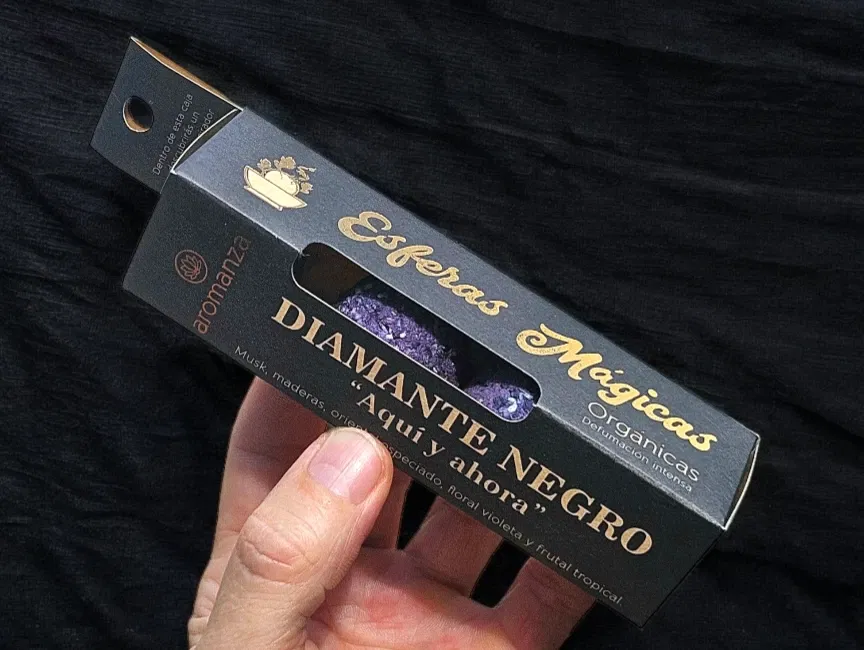 Dentro de esta caja
un
aromanza
Esferas Mágicas
Orgánicas
Defumación intensa
DIAMANTE NEGRO
“Aquí y ahora”
Musk, maderas, especiado, floral violeta y frutal tropical.